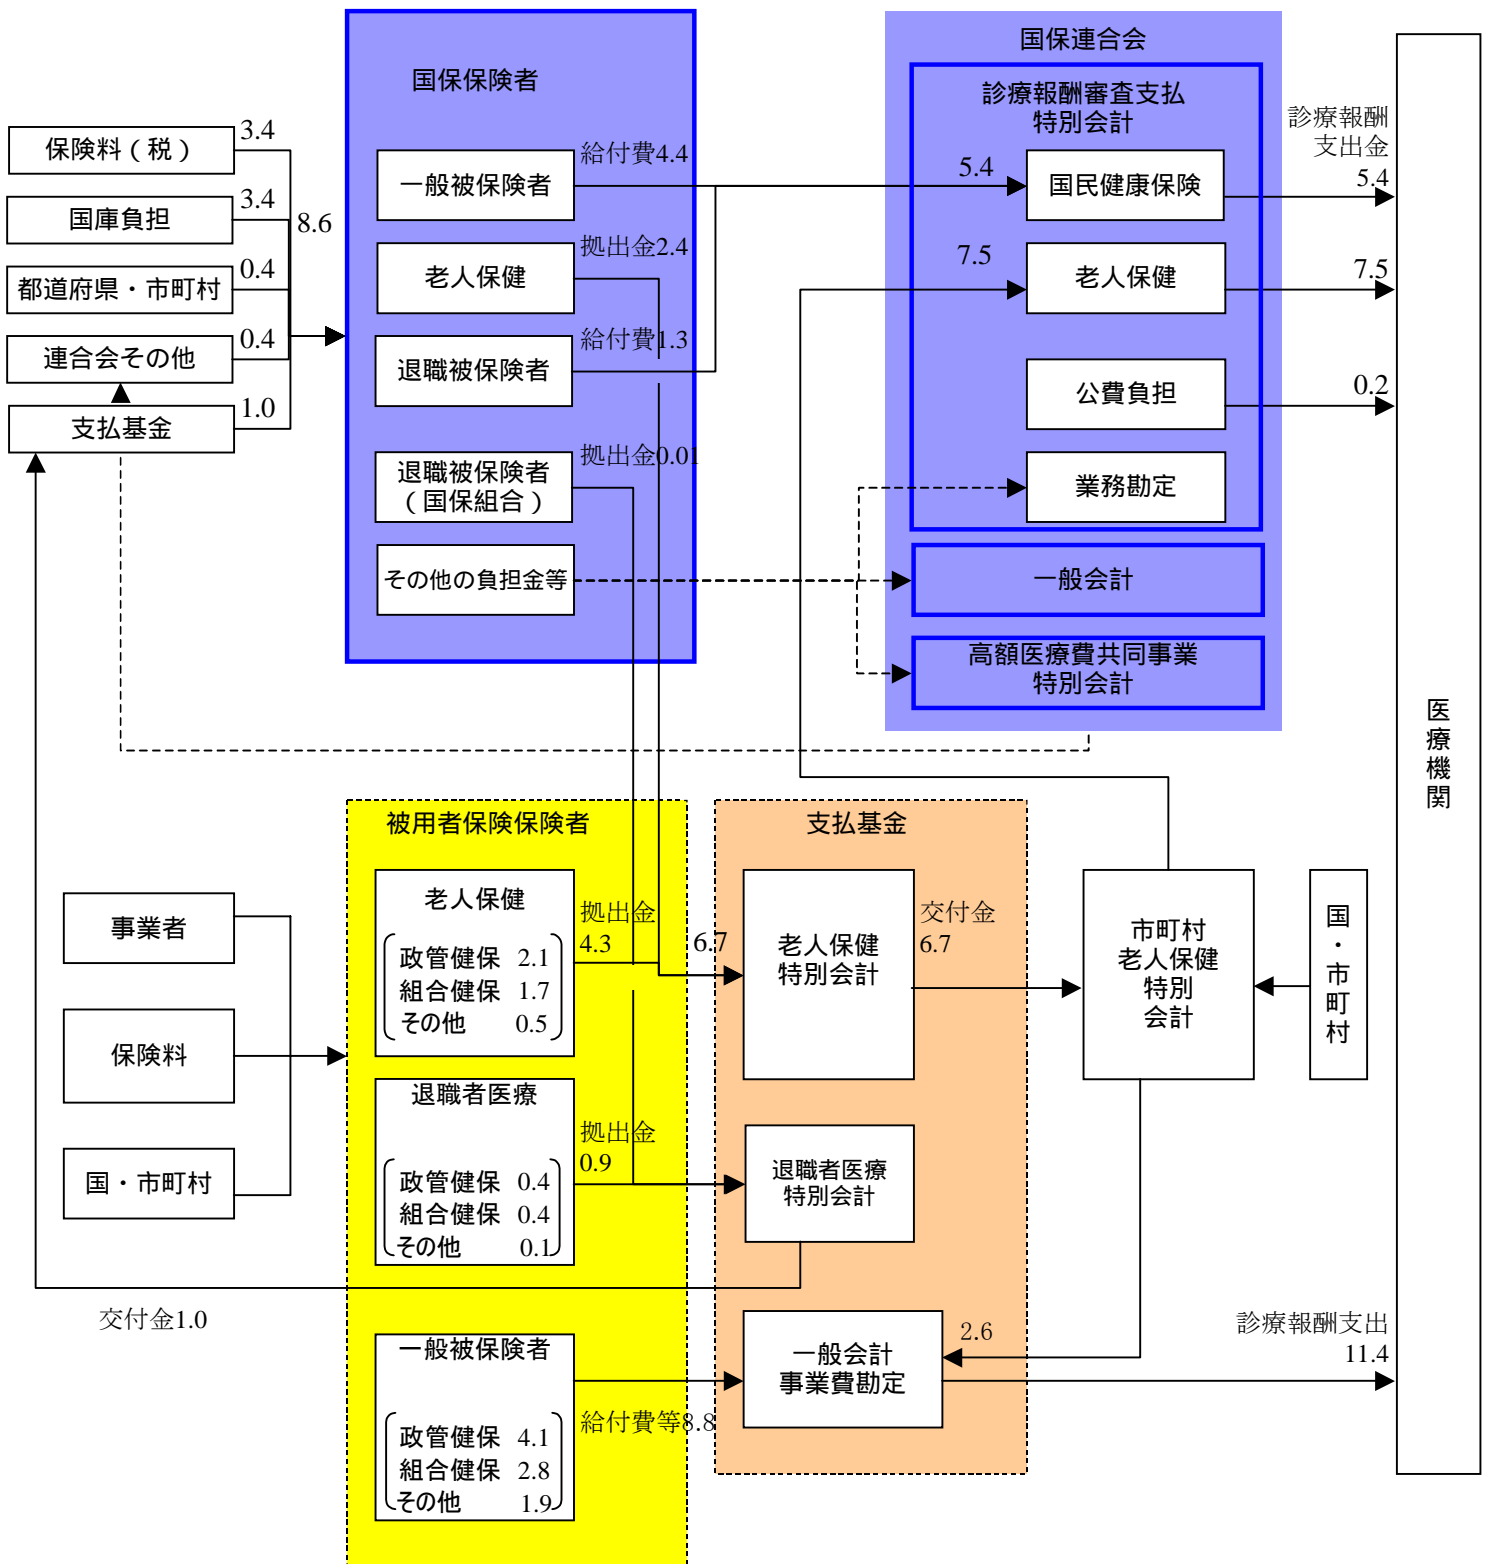 国保保険者
国保連合会
診療報酬審査支払
特別会計
診療報酬
支出金
保険料（税）
3.4
国庫負担
3.4
8.6
都道府県・市町村
0.4
連合会その他
0.4
支払基金
1.0
一般被保険者
給付費4.4
老人保健
拠出金2.4
退職被保険者
給付費1.3
退職被保険者
（国保組合）
拠出金0.01
その他の負担金等
5.4
国民健康保険
5.4
7.5
老人保健
7.5
公費負担
0.2
業務勘定
一般会計
高額医療費共同事業
特別会計
医療機関
被用者保険保険者
支払基金
事業者
保険料
国・市町村
老人保健
政管健保 2.1
組合健保 1.7
その他 0.5
拠出金
4.3
6.7
老人保健
特別会計
交付金
6.7
市町村
老人保健
特別
会計
国・市町村
退職者医療
政管健保 0.4
組合健保 0.4
その他 0.1
拠出金
0.9
退職者医療
特別会計
交付金1.0
一般被保険者
政管健保 4.1
組合健保 2.8
その他 1.9
給付費等8.8
一般会計
事業費勘定
2.6
診療報酬支出
11.4